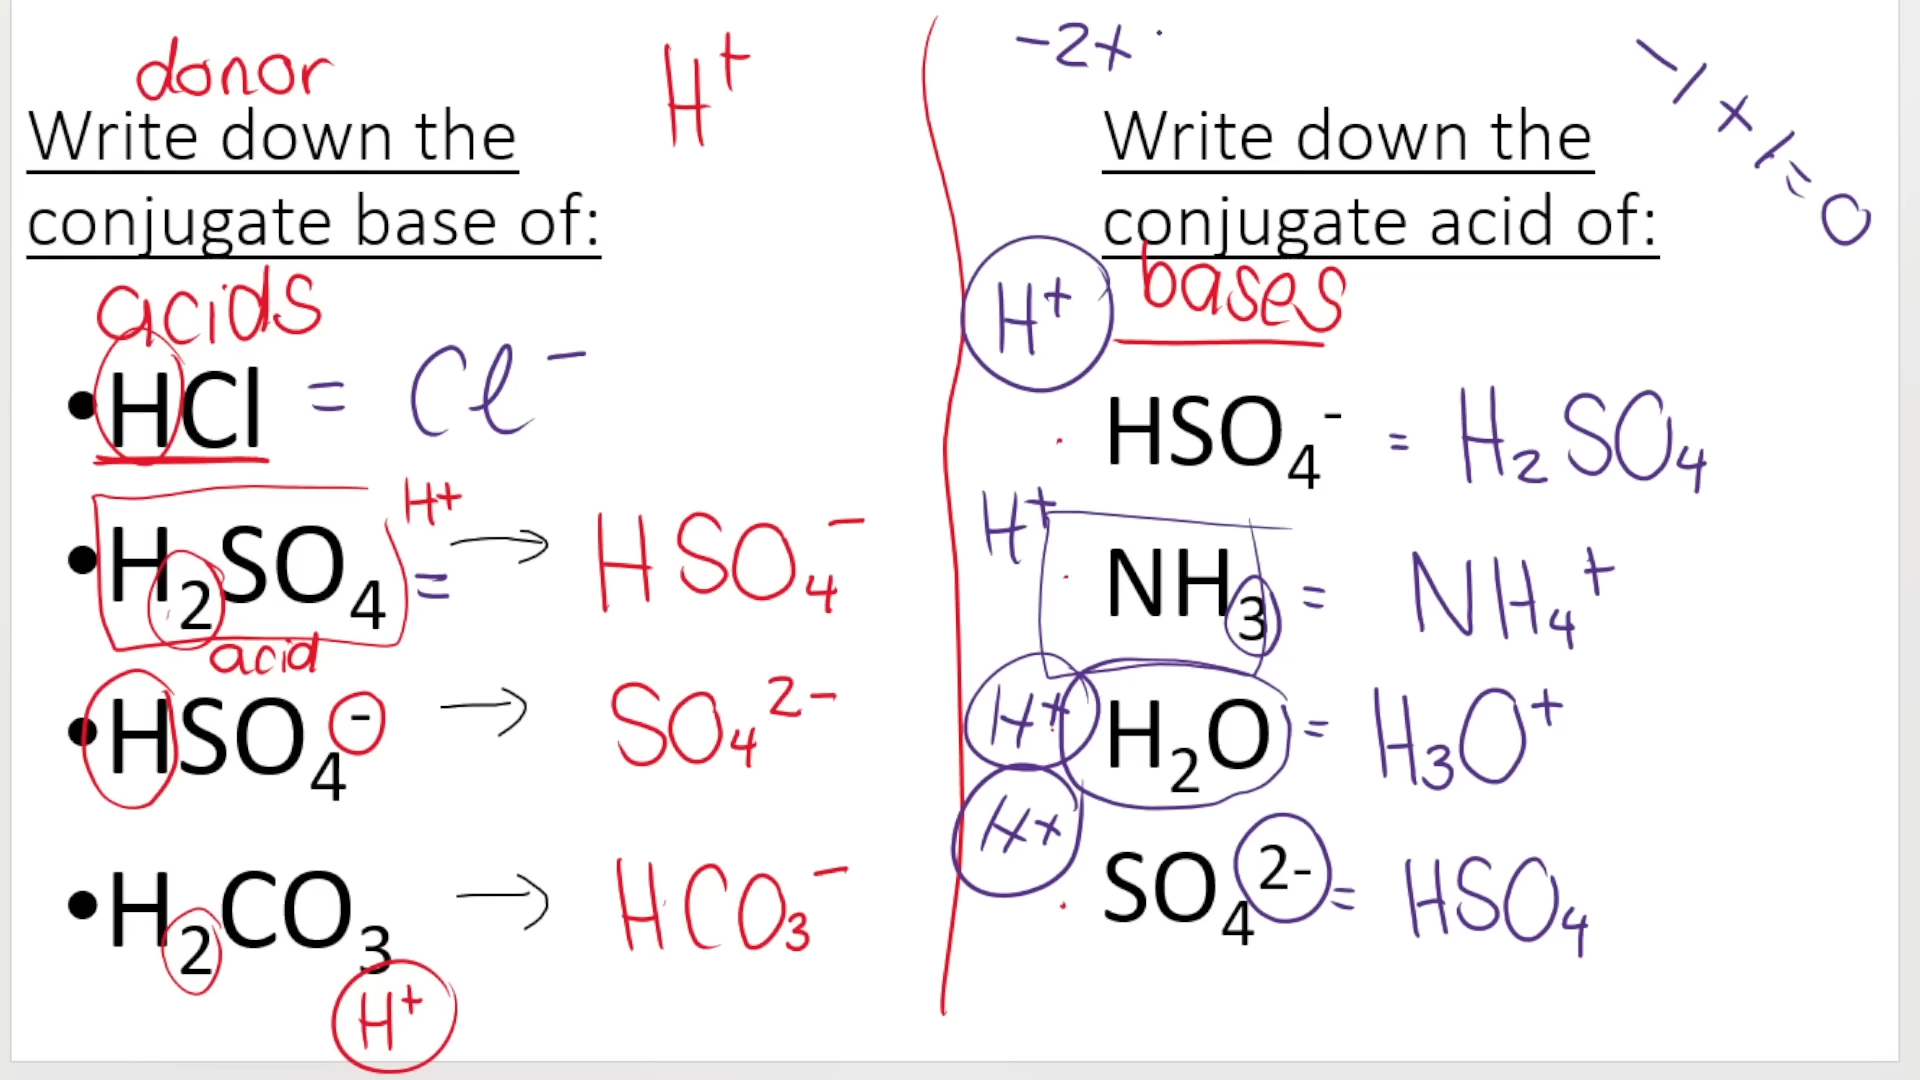 donor H⁺
Write down the
conjugate base of:
acids
•HCl = Cl⁻
•H₂SO₄ H+ = → HSO₄⁻
acid
•HSO₄⁻ → SO₄²⁻
•H₂CO₃ → HCO₃⁻
H⁺
-2+
-1+1=0
Write down the
conjugate acid of:
H⁺ bases
HSO₄⁻ = H₂SO₄
H⁺ NH₃ = NH₄⁺
H⁺ H₂O = H₃O⁺
H⁺ SO₄²⁻ = HSO₄